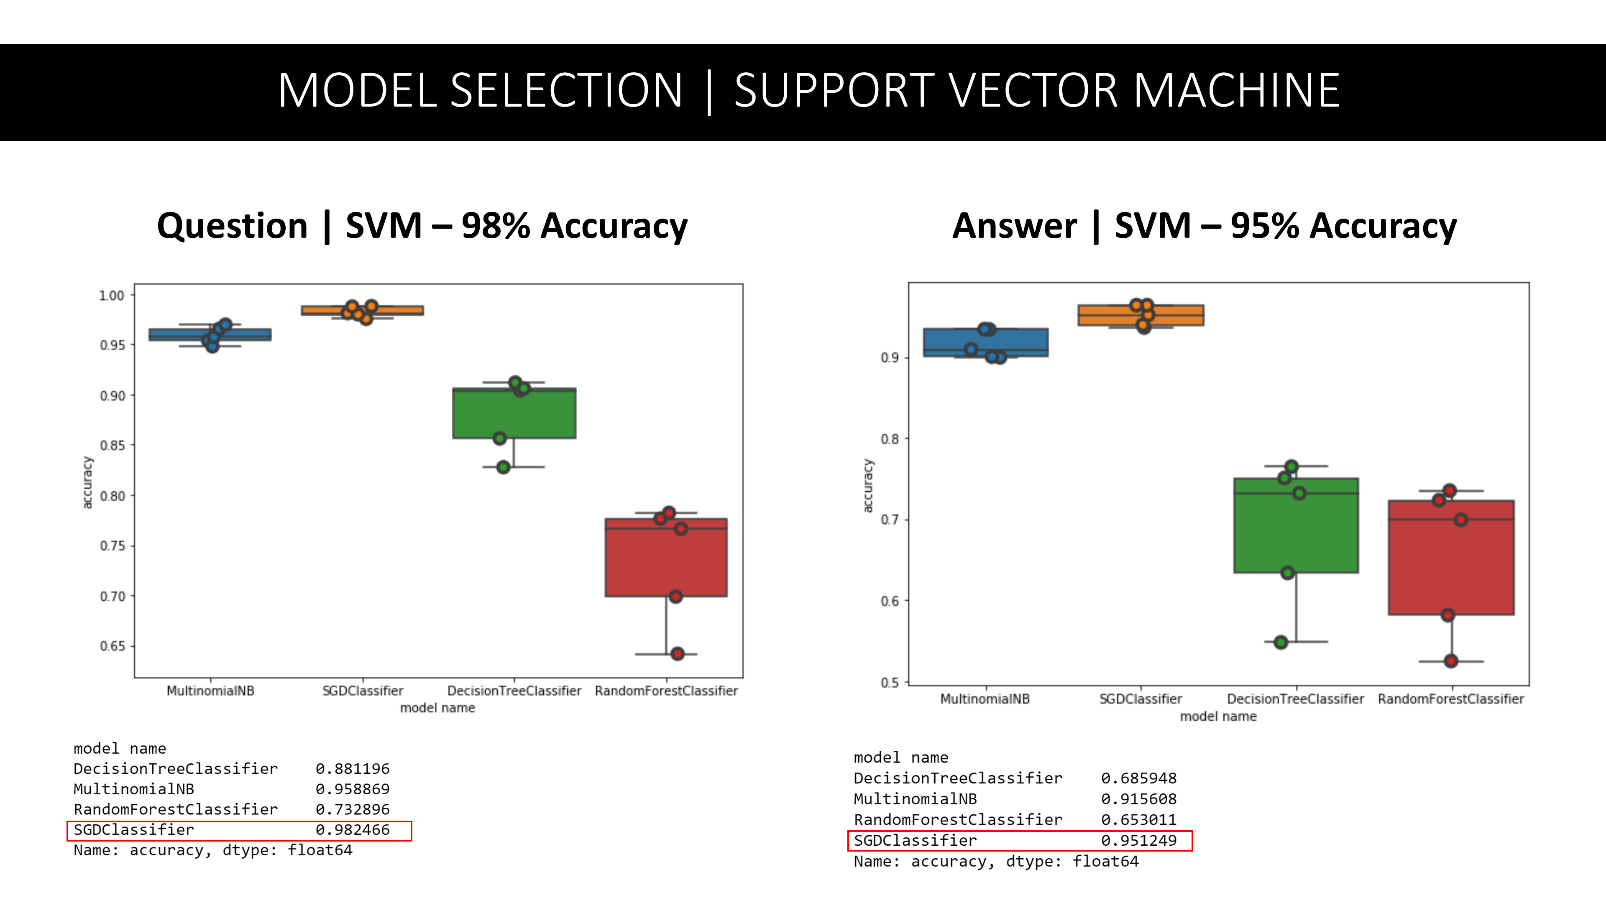 MODEL SELECTION | SUPPORT VECTOR MACHINE
Question | SVM – 98% Accuracy
1.00
0.95
0.90
0.85
0.80
0.75
0.70
0.65
accuracy
MultinomialNB SGDClassifier DecisionTreeClassifier RandomForestClassifier
model name
model name
DecisionTreeClassifier 0.881196
MultinomialNB 0.958869
RandomForestClassifier 0.732896
SGDClassifier 0.982466
Name: accuracy, dtype: float64
Answer | SVM – 95% Accuracy
0.9
0.8
0.7
0.6
0.5
accuracy
MultinomialNB SGDClassifier DecisionTreeClassifier RandomForestClassifier
model name
model name
DecisionTreeClassifier 0.685948
MultinomialNB 0.915608
RandomForestClassifier 0.653011
SGDClassifier 0.951249
Name: accuracy, dtype: float64